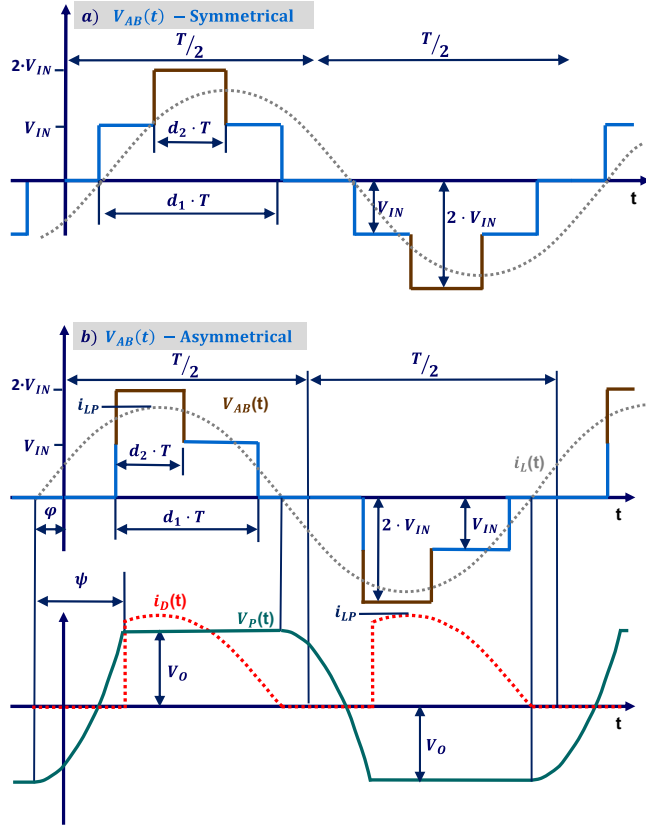 a) V_AB(t) – Symmetrical
T/2
T/2
2·V_IN
V_IN
d_2 · T
d_1 · T
V_IN
2 · V_IN
t
b) V_AB(t) – Asymmetrical
T/2
T/2
2·V_IN
i_LP
V_AB(t)
V_IN
d_2 · T
i_L(t)
φ
d_1 · T
2 · V_IN
V_IN
t
ψ
i_D(t)
V_P(t)
i_LP
V_O
t
V_O